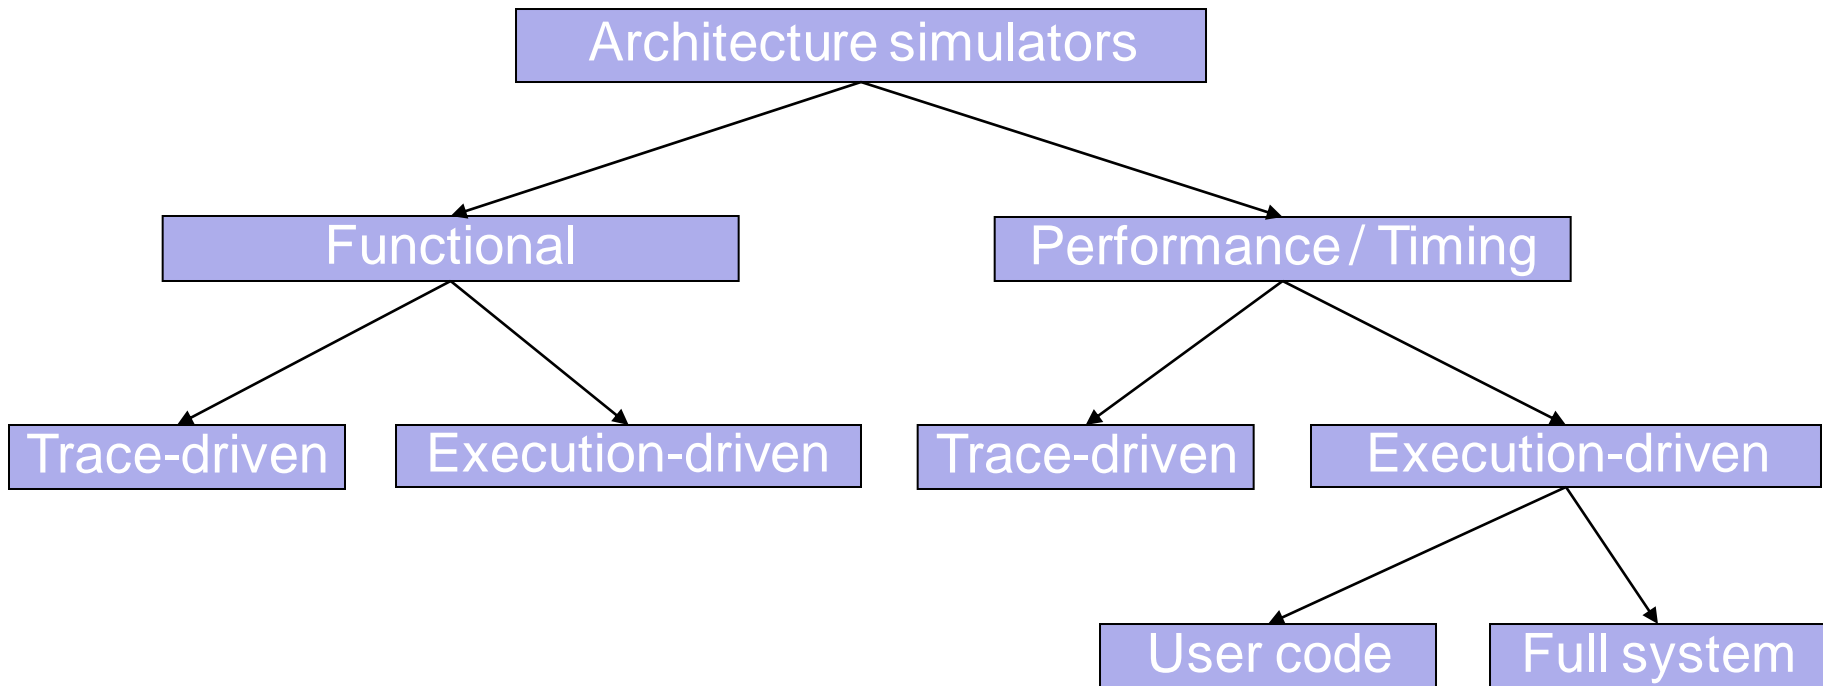 Architecture simulators
Functional
Performance / Timing
Trace-driven
Execution-driven
Trace-driven
Execution-driven
User code
Full system